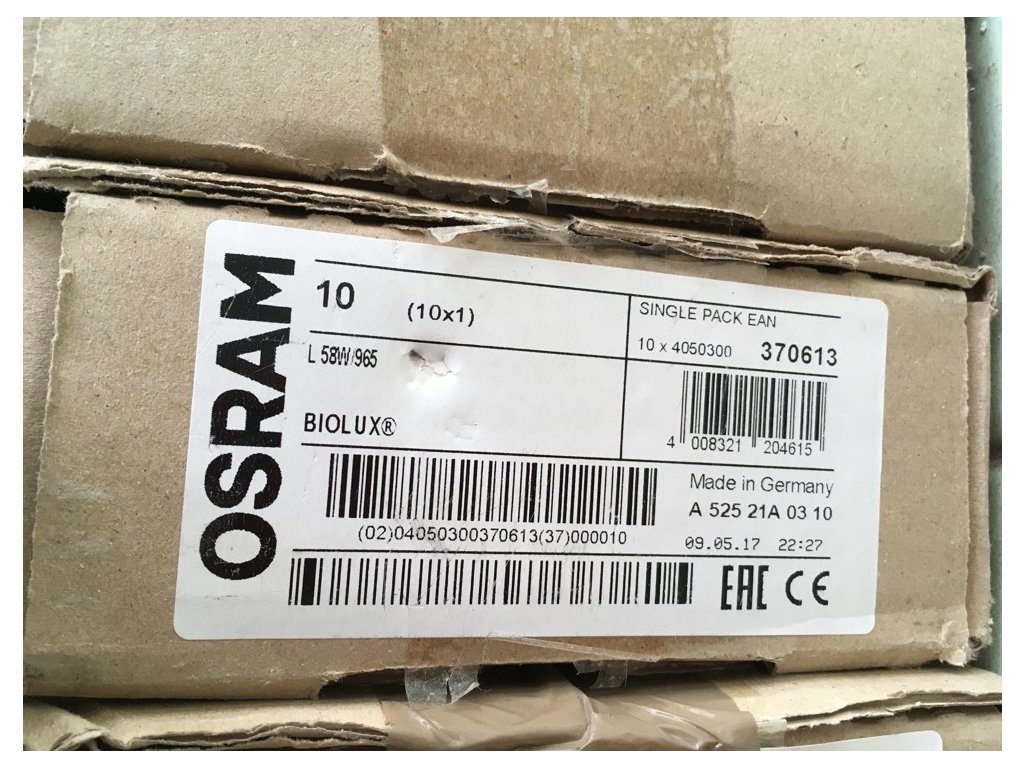 OSRAM
10 (10x1)
L 58W/965
BIOLUX®
SINGLE PACK EAN
10 x 4050300 370613
4 008321 204615
(02)04050300370613(37)000010
Made in Germany
A 525 21A 03 10
09.05.17 22:27
EAC CE